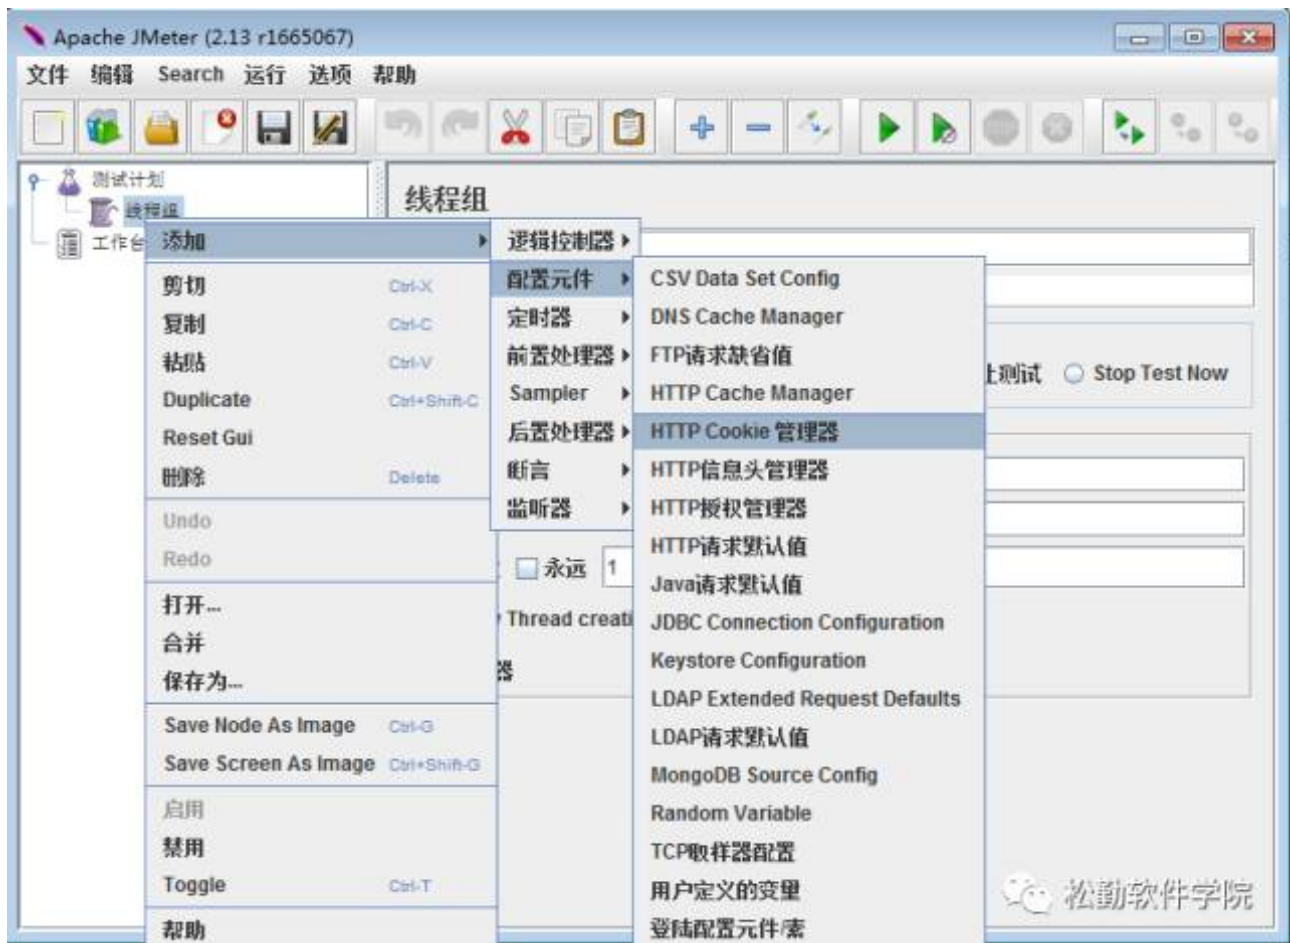 Apache JMeter (2.13 r1665067)
文件 编辑 Search 运行 选项 帮助
测试计划
线程组
工作台
线程组
添加
剪切 Ctrl-X
复制 Ctrl-C
粘贴 Ctrl-V
Duplicate Ctrl+Shift-C
Reset Gui
删除 Delete
Undo
Redo
打开...
合并
保存为...
Save Node As Image Ctrl-G
Save Screen As Image Ctrl+Shift-G
启用
禁用
Toggle Ctrl-T
帮助
逻辑控制器
配置元件
定时器
前置处理器
Sampler
后置处理器
断言
监听器
CSV Data Set Config
DNS Cache Manager
FTP请求缺省值
HTTP Cache Manager
HTTP Cookie 管理器
HTTP信息头管理器
HTTP授权管理器
HTTP请求默认值
Java请求默认值
JDBC Connection Configuration
Keystore Configuration
LDAP Extended Request Defaults
LDAP请求默认值
MongoDB Source Config
Random Variable
TCP取样器配置
用户定义的变量
登陆配置元件/素
止测试 Stop Test Now
永远 1
Thread creati
器
松勤软件学院